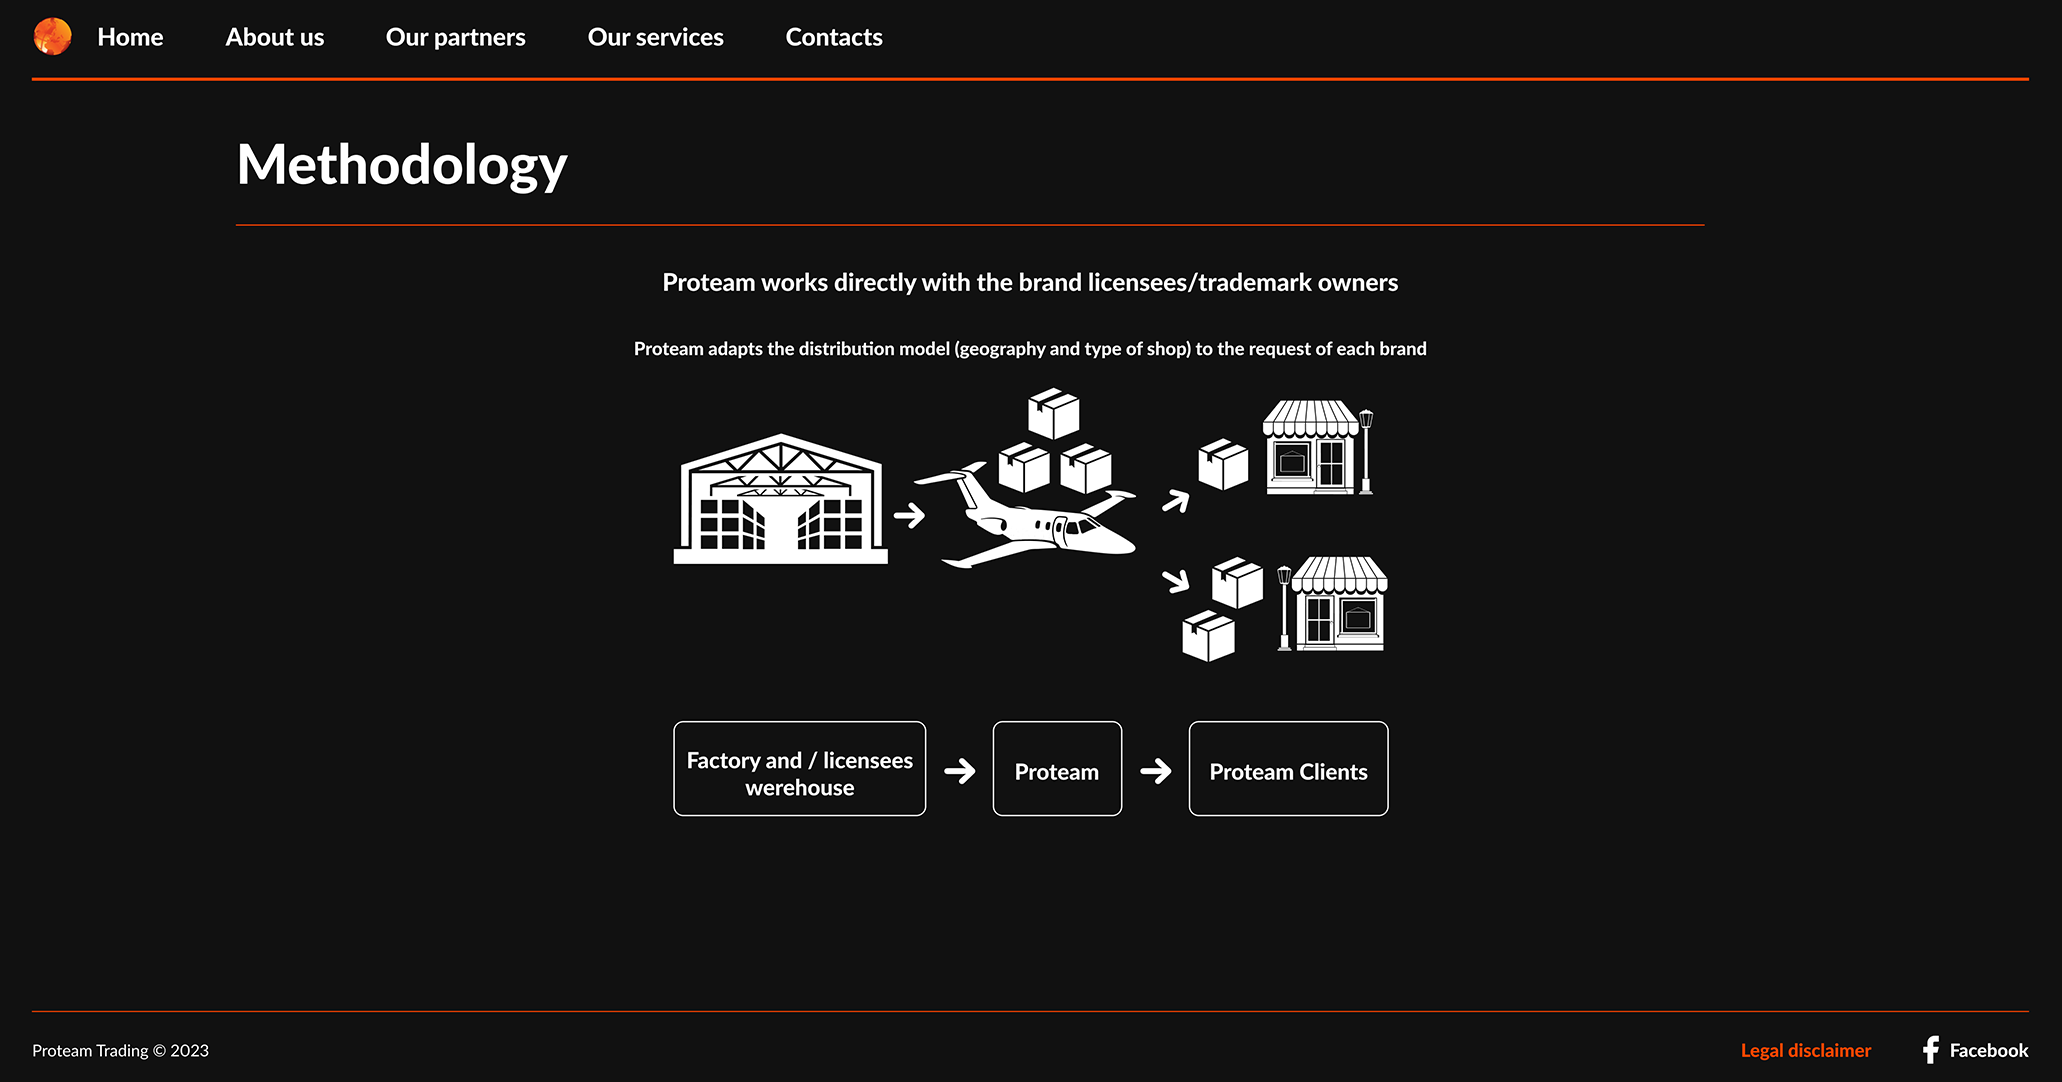 Home
About us
Our partners
Our services
Contacts
Methodology
Proteam works directly with the brand licensees/trademark owners
Proteam adapts the distribution model (geography and type of shop) to the request of each brand
Factory and / licensees
werehouse
Proteam
Proteam Clients
Proteam Trading © 2023
Legal disclaimer
Facebook